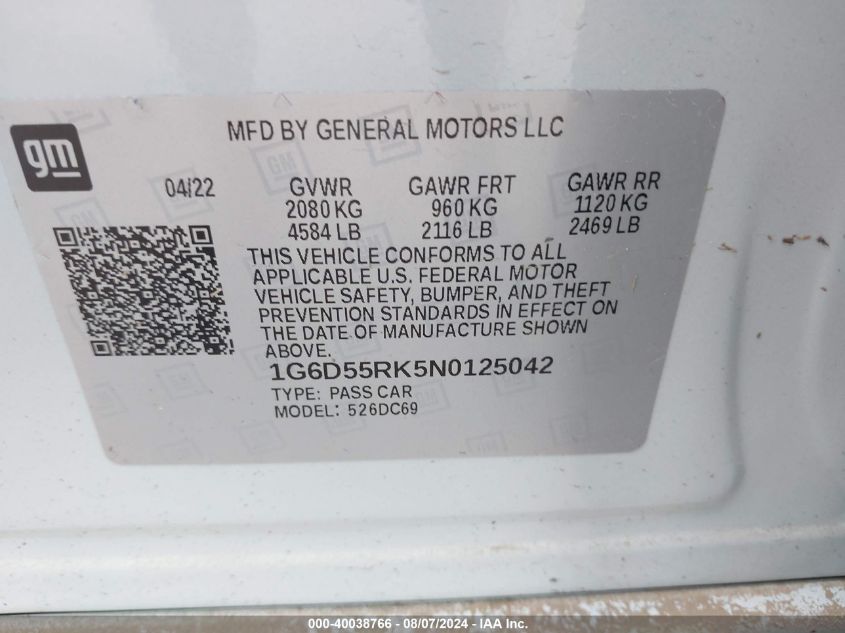 MFD BY GENERAL MOTORS LLC
gm
04/22 GVWR GAWR FRT GAWR RR
2080 KG 960 KG 1120 KG
4584 LB 2116 LB 2469 LB
THIS VEHICLE CONFORMS TO ALL
APPLICABLE U.S. FEDERAL MOTOR
VEHICLE SAFETY, BUMPER, AND THEFT
PREVENTION STANDARDS IN EFFECT ON
THE DATE OF MANUFACTURE SHOWN
ABOVE.
1G6D55RK5N0125042
TYPE: PASS CAR
MODEL: 526DC69
000-40038766 - 08/07/2024 - IAA Inc.